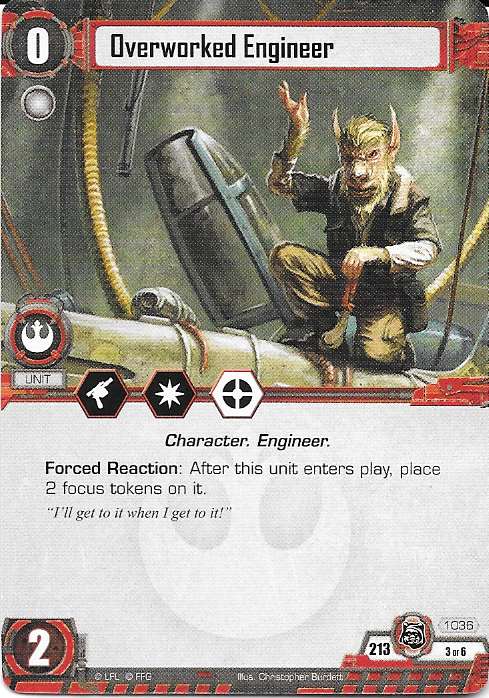 0
Overworked Engineer
UNIT
Character. Engineer.
Forced Reaction: After this unit enters play, place
2 focus tokens on it.
“I’ll get to it when I get to it!”
2
213
1036
3 OF 6
© LFL © FFG
Illus. Christopher Burdett